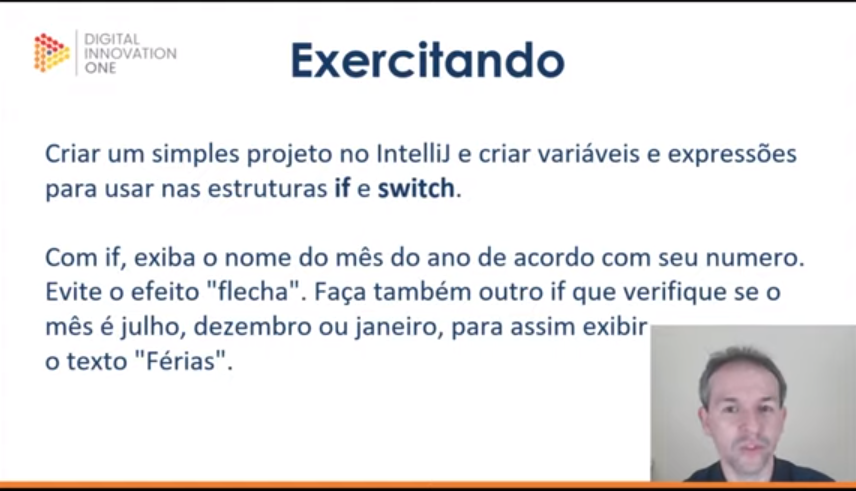 DIGITAL
INNOVATION
ONE
Exercitando
Criar um simples projeto no IntelliJ e criar variáveis e expressões
para usar nas estruturas if e switch.
Com if, exiba o nome do mês do ano de acordo com seu numero.
Evite o efeito "flecha". Faça também outro if que verifique se o
mês é julho, dezembro ou janeiro, para assim exibir
o texto "Férias".